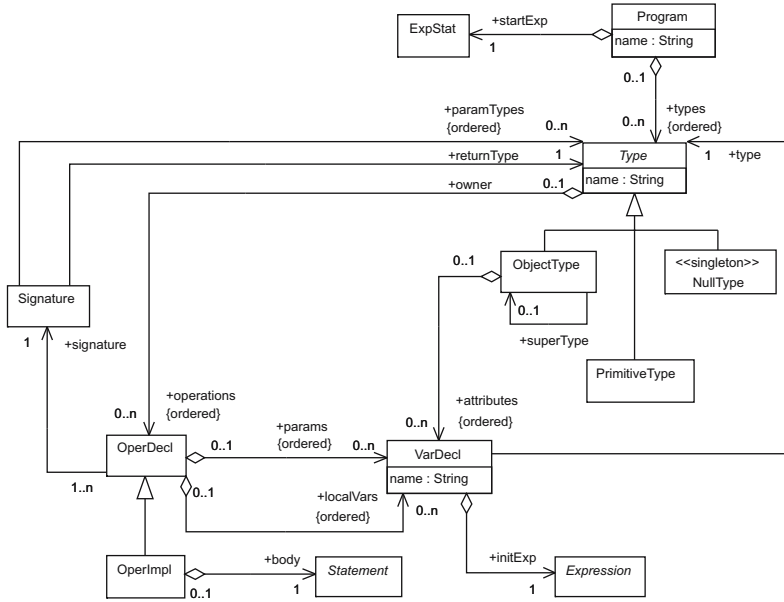 Program
ExpStat
+startExp
1
name : String
0..1
+paramTypes
{ordered}
0..n
0..n
+types
{ordered}
+returnType
1
Type
1
+type
+owner
0..1
name : String
0..1
ObjectType
<<singleton>>
NullType
0..1
+superType
Signature
1
+signature
PrimitiveType
+operations
{ordered}
0..n
+attributes
{ordered}
0..n
OperDecl
0..1
+params
{ordered}
0..n
VarDecl
name : String
1..n
0..1
+localVars
{ordered}
0..n
OperImpl
0..1
+body
1
Statement
+initExp
1
Expression